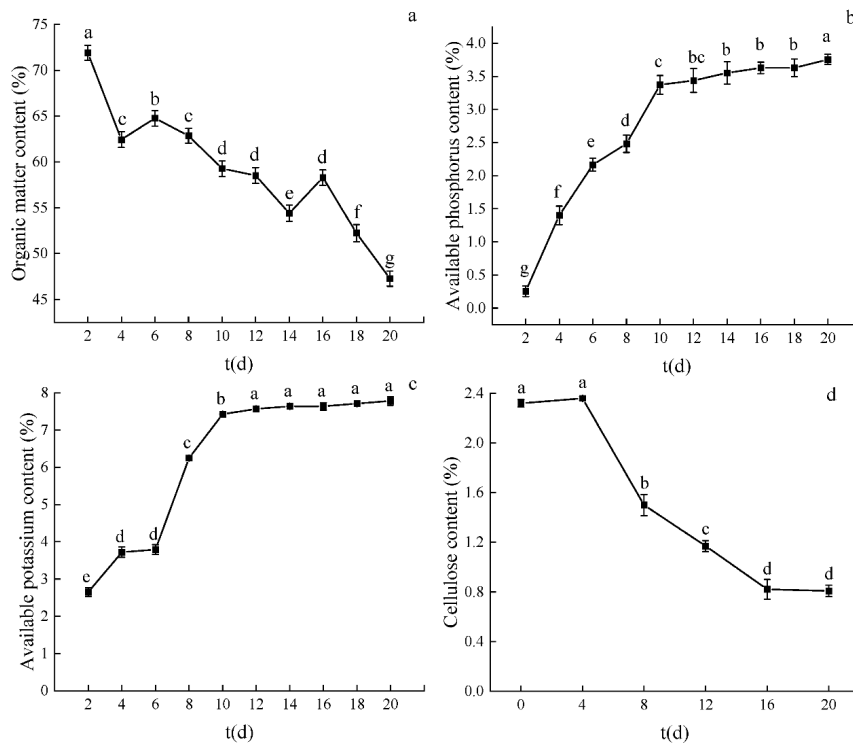 a
75
70
65
60
55
50
45
Organic matter content (%)
a
c
b
c
d
d
e
d
f
g
2 4 6 8 10 12 14 16 18 20
t(d)
b
4.0
3.5
3.0
2.5
2.0
1.5
1.0
0.5
0.0
Available phosphorus content (%)
g
f
e
d
c
bc
b
b
b
a
2 4 6 8 10 12 14 16 18 20
t(d)
c
8
7
6
5
4
3
2
1
0
Available potassium content (%)
e
d
d
c
b
a
a
a
a
a
2 4 6 8 10 12 14 16 18 20
t(d)
d
2.4
2.0
1.6
1.2
0.8
0.4
0.0
Cellulose content (%)
a
a
b
c
d
d
0 4 8 12 16 20
t(d)